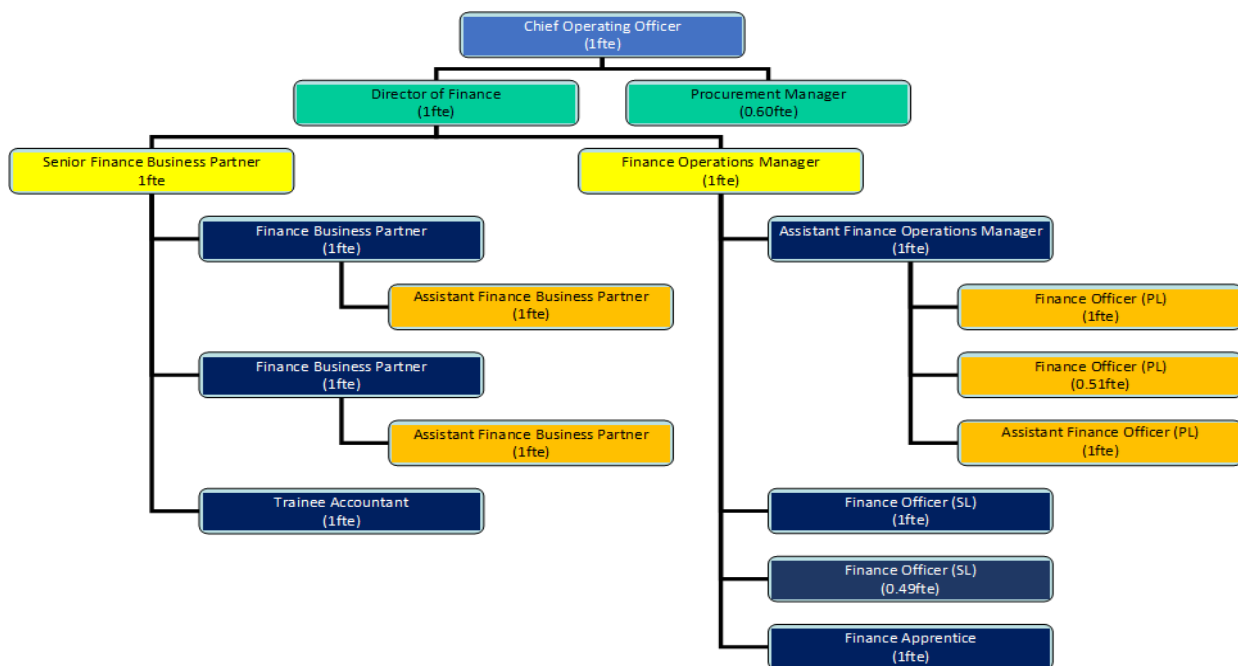 Chief Operating Officer
(1fte)
Director of Finance
(1fte)
Procurement Manager
(0.60fte)
Senior Finance Business Partner
1fte
Finance Operations Manager
(1fte)
Finance Business Partner
(1fte)
Assistant Finance Operations Manager
(1fte)
Assistant Finance Business Partner
(1fte)
Finance Officer (PL)
(1fte)
Finance Business Partner
(1fte)
Finance Officer (PL)
(0.51fte)
Assistant Finance Business Partner
(1fte)
Assistant Finance Officer (PL)
(1fte)
Trainee Accountant
(1fte)
Finance Officer (SL)
(1fte)
Finance Officer (SL)
(0.49fte)
Finance Apprentice
(1fte)